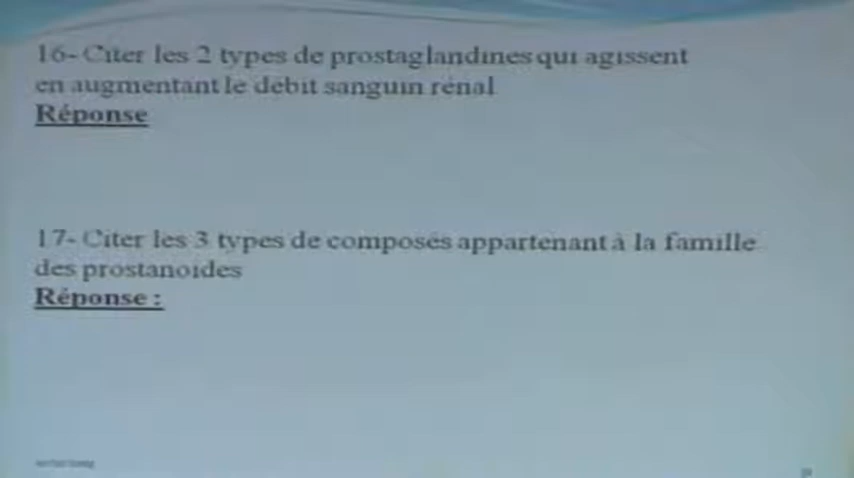 16- Citer les 2 types de prostaglandines qui agissent
en augmentant le débit sanguin rénal
Réponse
17- Citer les 3 types de composés appartenant à la famille
des prostanoides
Réponse :